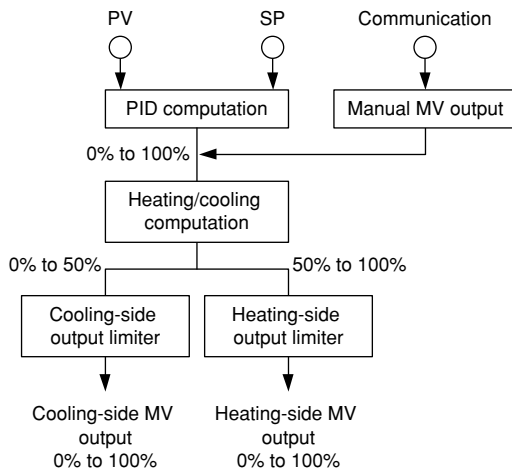 PV
SP
Communication
PID computation
Manual MV output
0% to 100%
Heating/cooling
computation
0% to 50%
50% to 100%
Cooling-side
output limiter
Heating-side
output limiter
Cooling-side MV
output
0% to 100%
Heating-side MV
output
0% to 100%